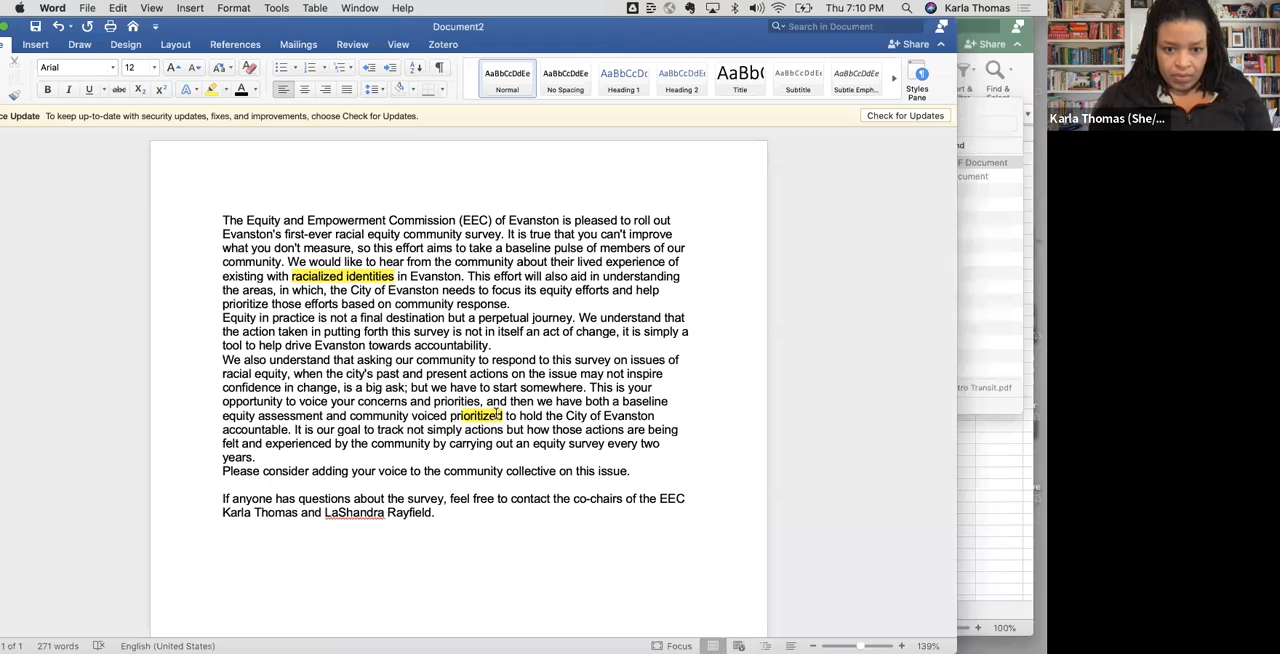 Word File Edit View Insert Format Tools Table Window Help Thu 7:10 PM Karla Thomas
Document2 Search in Document
Insert Draw Design Layout References Mailings Review View Zotero Share Share
Arial 12 AaBbCcDdEe AaBbCcDdEe AaBbCcDc AaBbCcDdEe AaBb( AaBbCcDdEe AaBbCcDdEe
Normal No Spacing Heading 1 Heading 2 Title Subtitle Subtle Emph... Styles Pane
ce Update To keep up-to-date with security updates, fixes, and improvements, choose Check for Updates. Check for Updates
Karla Thomas (She/...
F Document
cument
tro Transit.pdf
The Equity and Empowerment Commission (EEC) of Evanston is pleased to roll out
Evanston's first-ever racial equity community survey. It is true that you can't improve
what you don't measure, so this effort aims to take a baseline pulse of members of our
community. We would like to hear from the community about their lived experience of
existing with racialized identities in Evanston. This effort will also aid in understanding
the areas, in which, the City of Evanston needs to focus its equity efforts and help
prioritize those efforts based on community response.
Equity in practice is not a final destination but a perpetual journey. We understand that
the action taken in putting forth this survey is not in itself an act of change, it is simply a
tool to help drive Evanston towards accountability.
We also understand that asking our community to respond to this survey on issues of
racial equity, when the city's past and present actions on the issue may not inspire
confidence in change, is a big ask; but we have to start somewhere. This is your
opportunity to voice your concerns and priorities, and then we have both a baseline
equity assessment and community voiced prioritized to hold the City of Evanston
accountable. It is our goal to track not simply actions but how those actions are being
felt and experienced by the community by carrying out an equity survey every two
years.
Please consider adding your voice to the community collective on this issue.
If anyone has questions about the survey, feel free to contact the co-chairs of the EEC
Karla Thomas and LaShandra Rayfield.
1 of 1 271 words English (United States) Focus 139%
100%